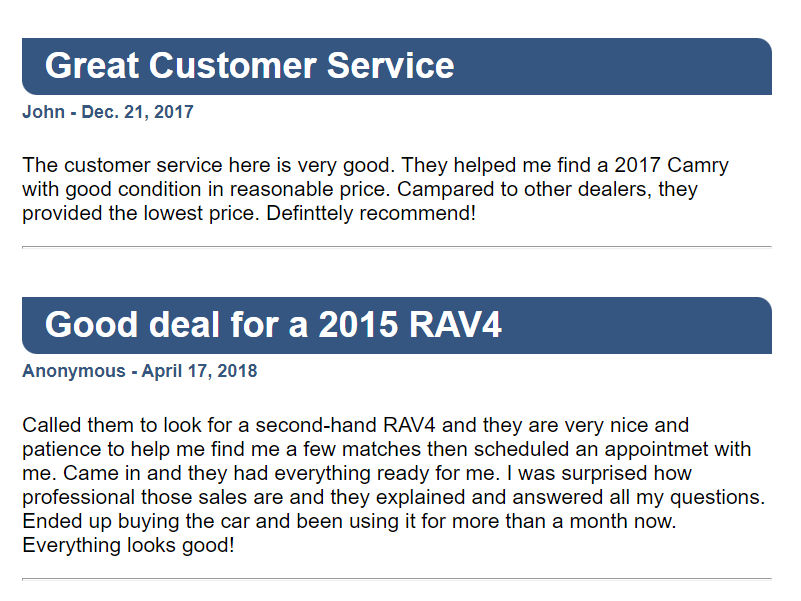 Great Customer Service
John - Dec. 21, 2017
The customer service here is very good. They helped me find a 2017 Camry
with good condition in reasonable price. Campared to other dealers, they
provided the lowest price. Definttely recommend!
Good deal for a 2015 RAV4
Anonymous - April 17, 2018
Called them to look for a second-hand RAV4 and they are very nice and
patience to help me find me a few matches then scheduled an appointmet with
me. Came in and they had everything ready for me. I was surprised how
professional those sales are and they explained and answered all my questions.
Ended up buying the car and been using it for more than a month now.
Everything looks good!